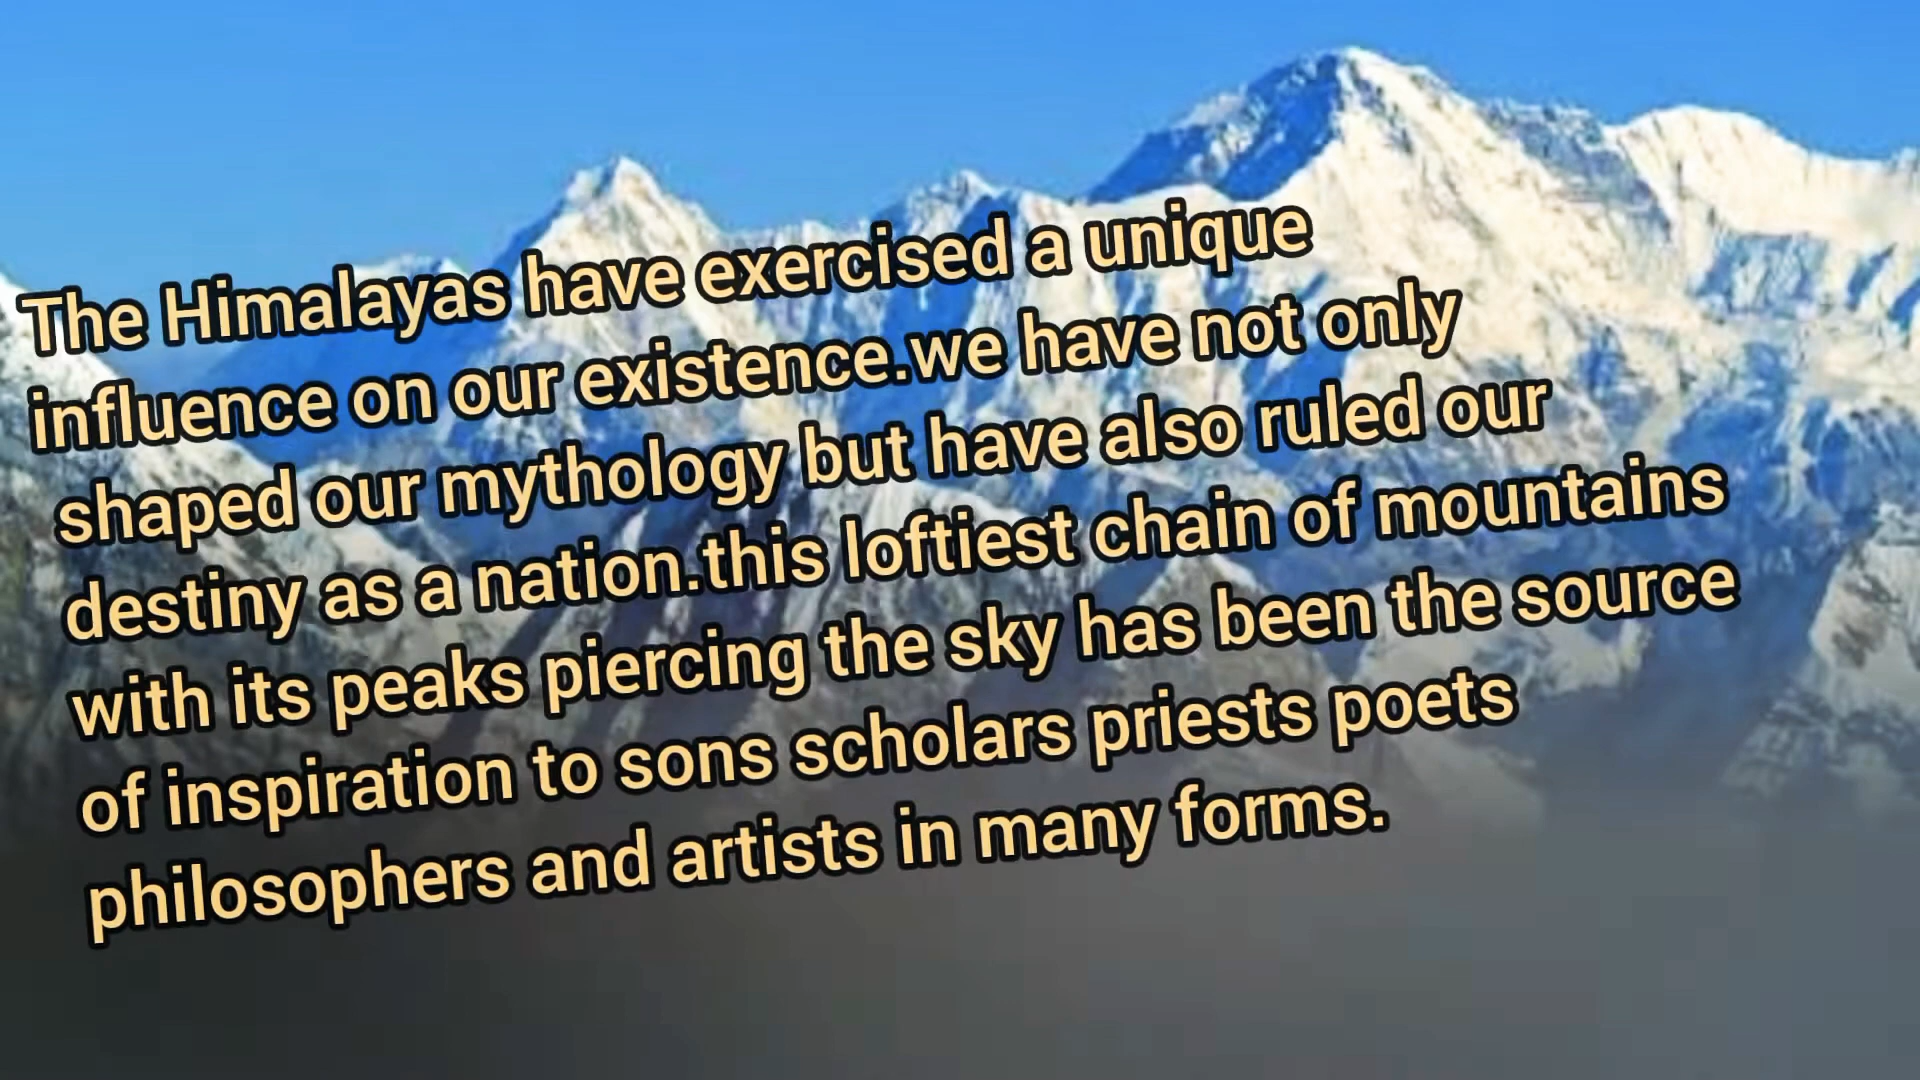 The Himalayas have exercised a unique
influence on our existence.we have not only
shaped our mythology but have also ruled our
destiny as a nation.this loftiest chain of mountains
with its peaks piercing the sky has been the source
of inspiration to sons scholars priests poets
philosophers and artists in many forms.